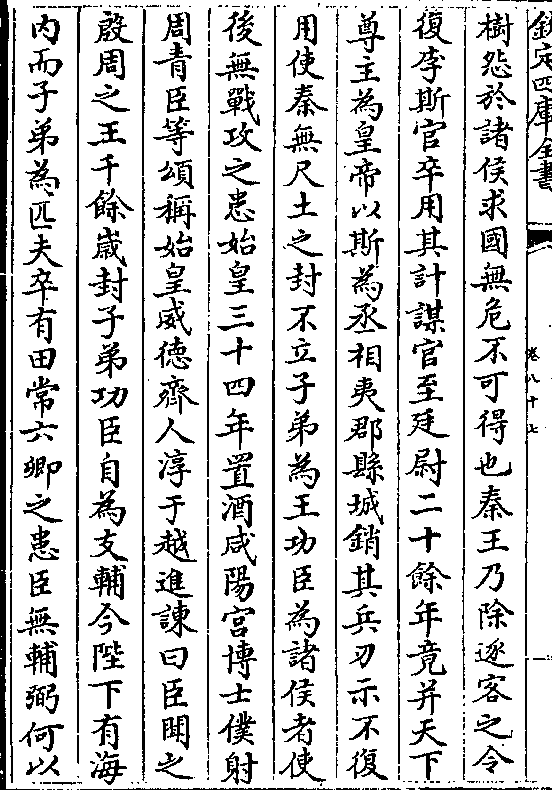 欽定四庫全書
卷八十七
樹怨於諸侯求國無危不可得也秦王乃除逐客之令
復李斯官卒用其計謀官至廷尉二十餘年竟并天下
尊主為皇帝以斯為丞相夷郡縣城銷其兵刃示不復
用使秦無尺土之封不立子弟為王功臣為諸侯者使
後無戰攻之患始皇三十四年置酒咸陽宮博士僕射
周青臣等頌稱始皇威德齊人淳于越進諫曰臣聞之
殷周之王千餘嵗封子弟功臣自為支輔今陛下有海
内而子弟為匹夫卒有田常六卿之患臣無輔弼何以